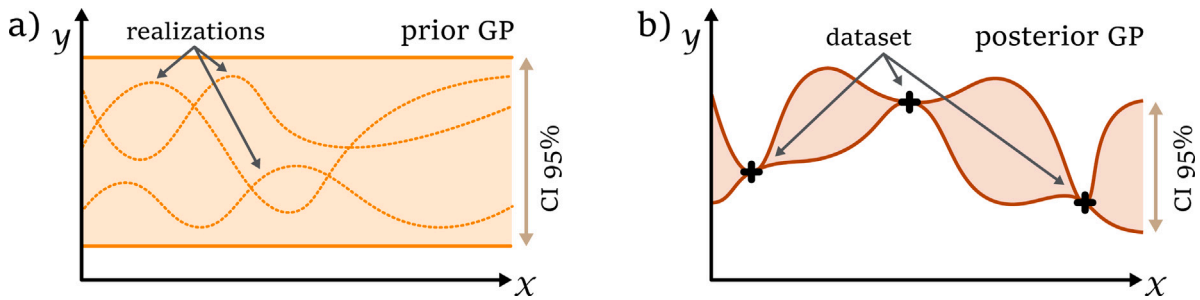 a)
y
realizations
prior GP
CI 95%
x
b)
y
dataset
posterior GP
CI 95%
x